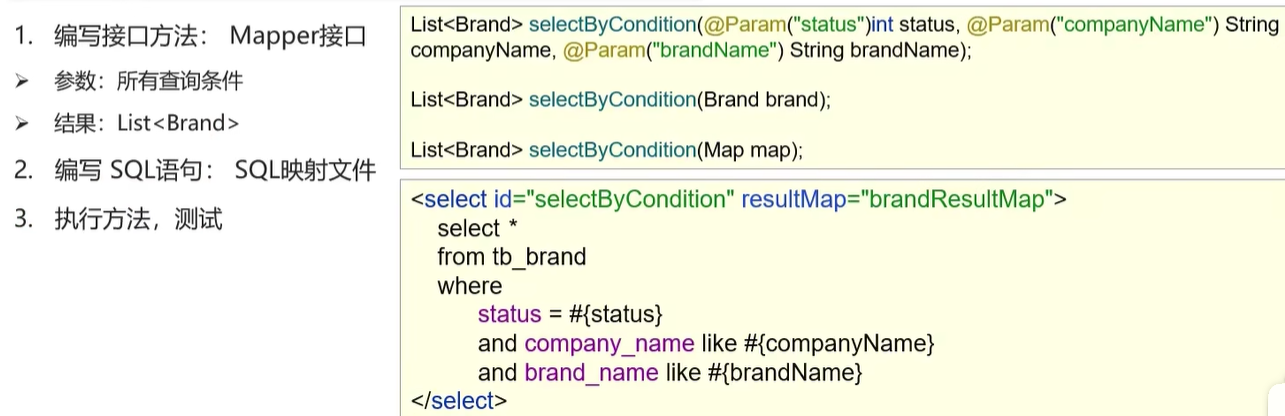 1. 编写接口方法： Mapper接口
➢ 参数：所有查询条件
➢ 结果：List<Brand>
2. 编写 SQL语句： SQL映射文件
3. 执行方法，测试
List<Brand> selectByCondition(@Param("status")int status, @Param("companyName") String
companyName, @Param("brandName") String brandName);
List<Brand> selectByCondition(Brand brand);
List<Brand> selectByCondition(Map map);
<select id="selectByCondition" resultMap="brandResultMap">
select *
from tb_brand
where
status = #{status}
and company_name like #{companyName}
and brand_name like #{brandName}
</select>